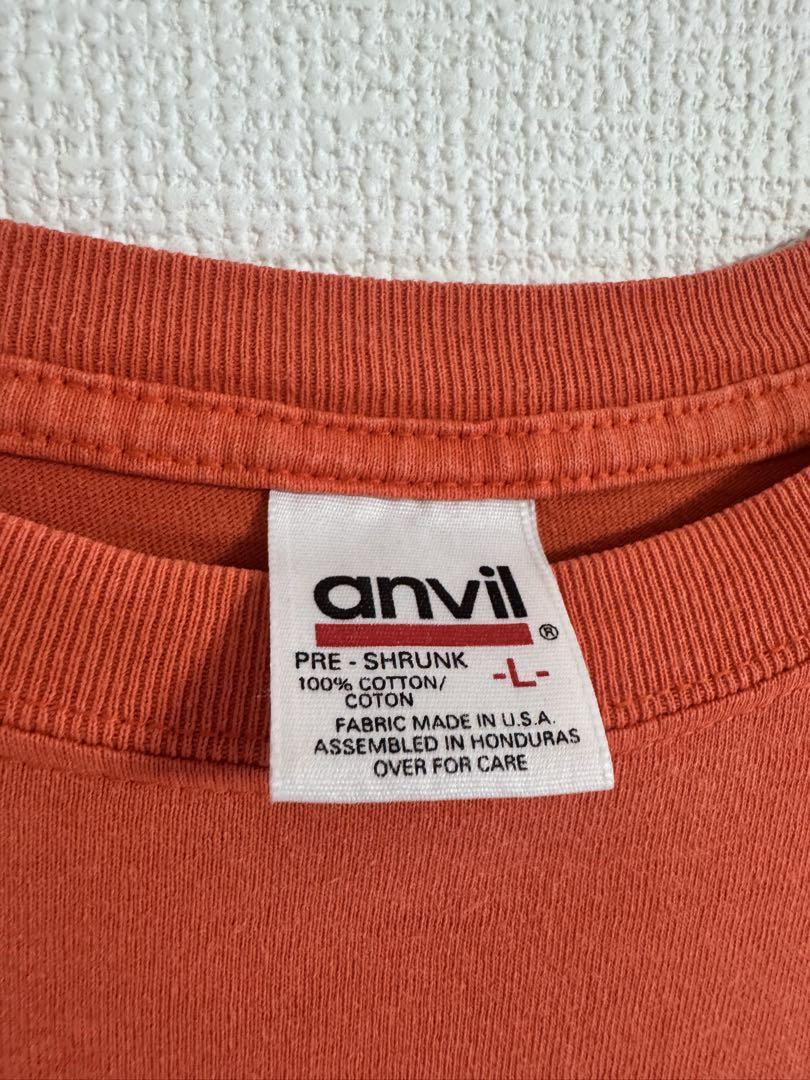 anvil
®
PRE - SHRUNK
-L-
100% COTTON/
COTON
FABRIC MADE IN U.S.A.
ASSEMBLED IN HONDURAS
OVER FOR CARE